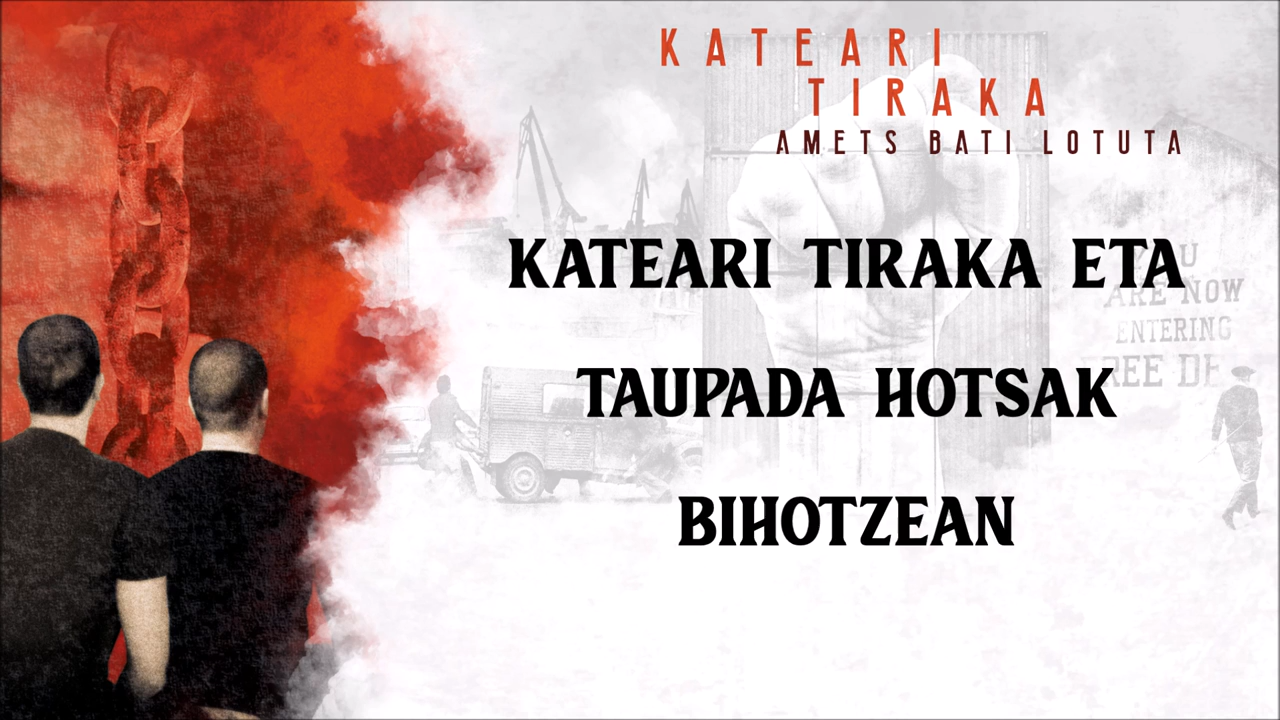 KATEARI
TIRAKA
AMETS BATI LOTUTA
KATEARI TIRAKA ETA
TAUPADA HOTSAK
BIHOTZEAN
ARE NOW
ENTERING